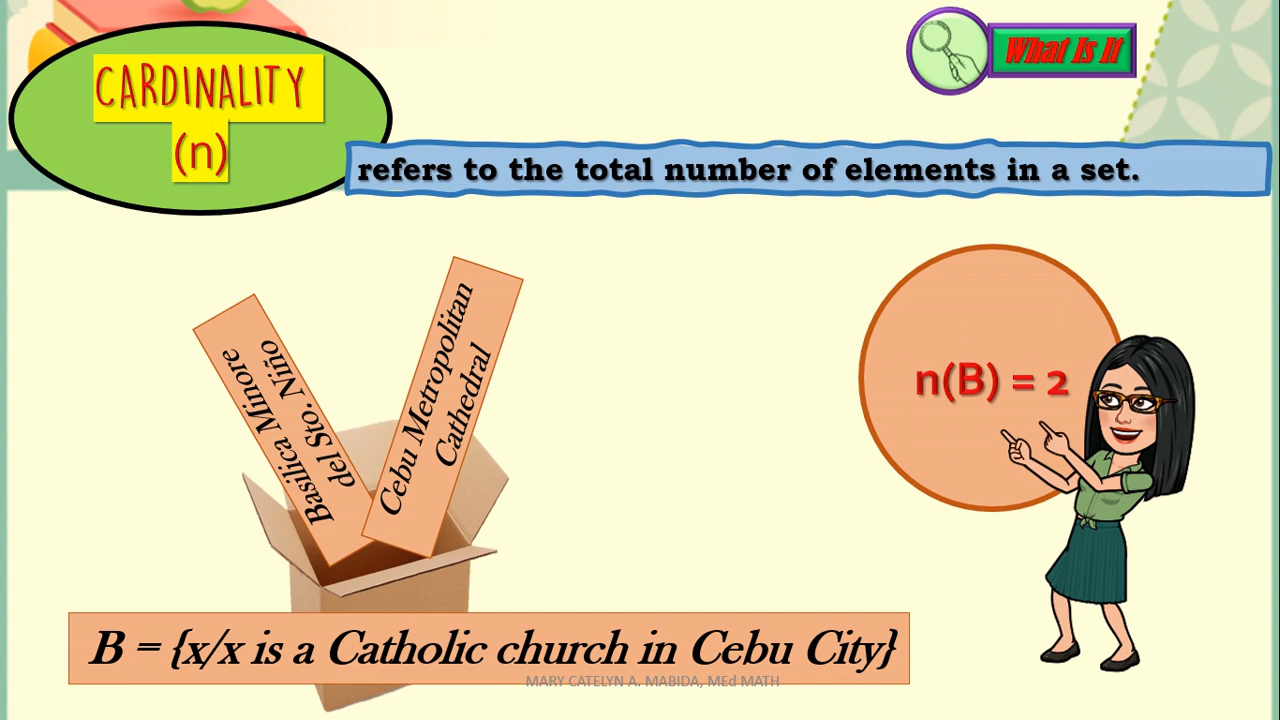 CARDINALITY
(n)
What Is It
refers to the total number of elements in a set.
Basilica Minore
del Sto. Niño
Cebu Metropolitan
Cathedral
n(B) = 2
B = {x/x is a Catholic church in Cebu City}
MARY CATELYN A. MABIDA, MEd MATH